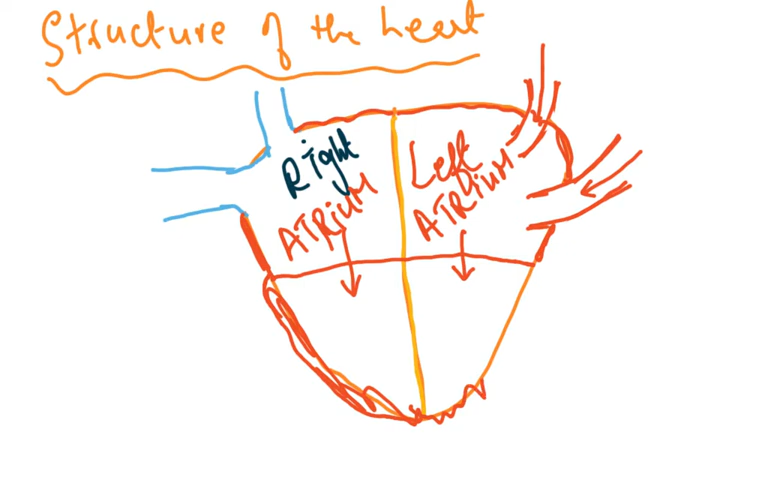 Structure of the heart
Right
ATRIUM
Left
ATRIUM